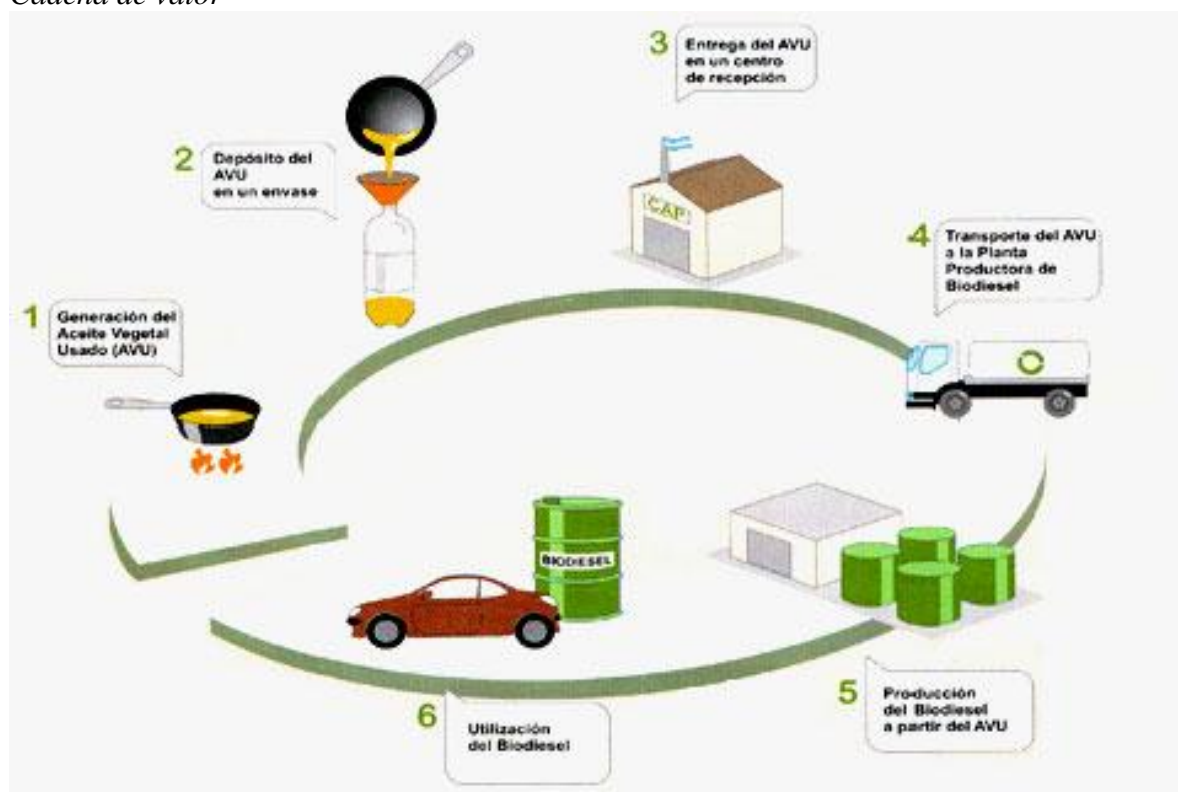 Cadena de valor
1
Generación del
Aceite Vegetal
Usado (AVU)
2
Depósito del
AVU
en un envase
3
Entrega del AVU
en un centro
de recepción
CAP
4
Transporte del AVU
a la Planta
Productora de
Biodiesel
5
Producción
del Biodiesel
a partir del AVU
6
Utilización
del Biodiesel
BIODIESEL